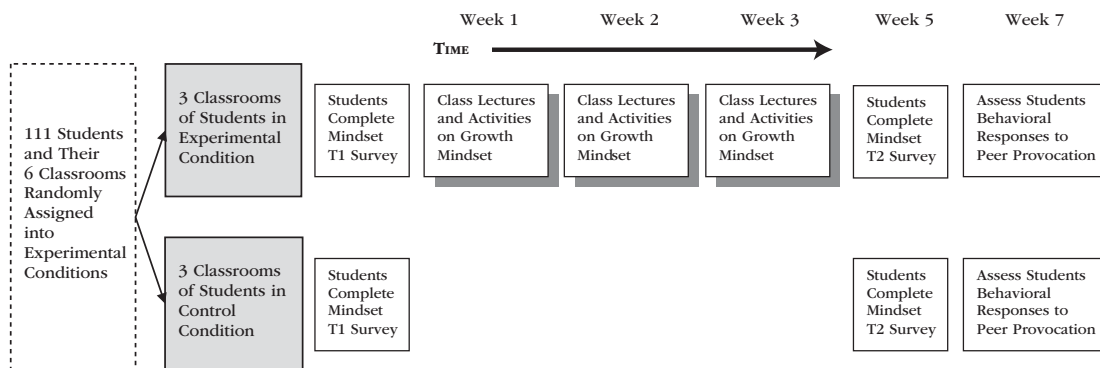 Week 1
Week 2
Week 3
Week 5
Week 7
TIME
111 Students
and Their
6 Classrooms
Randomly
Assigned
into
Experimental
Conditions
3 Classrooms
of Students in
Experimental
Condition
Students
Complete
Mindset
T1 Survey
Class Lectures
and Activities
on Growth
Mindset
Class Lectures
and Activities
on Growth
Mindset
Class Lectures
and Activities
on Growth
Mindset
Students
Complete
Mindset
T2 Survey
Assess Students
Behavioral
Responses to
Peer Provocation
3 Classrooms
of Students in
Control
Condition
Students
Complete
Mindset
T1 Survey
Students
Complete
Mindset
T2 Survey
Assess Students
Behavioral
Responses to
Peer Provocation